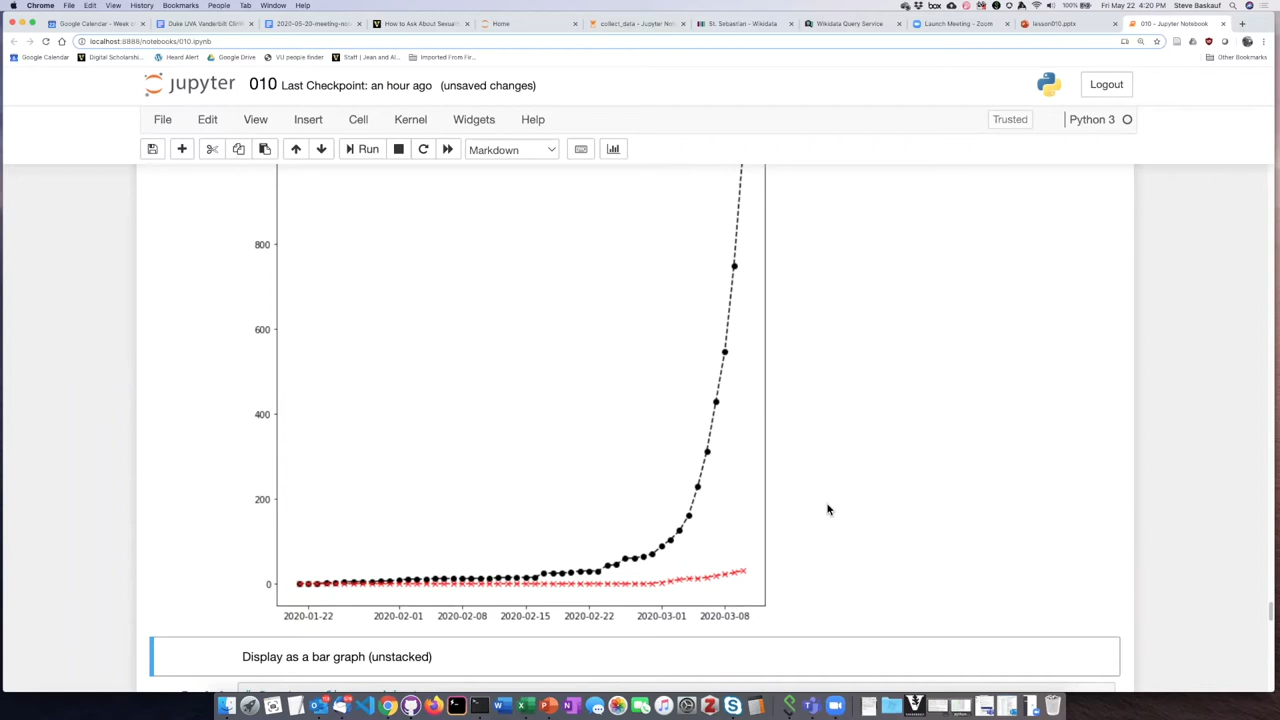 Chrome File Edit View History Bookmarks People Tab Window Help
box 100% Fri May 22 4:20 PM Steve Baskauf
Google Calendar - Week o
Duke UVA Vanderbilt Clif
2020-05-20-meeting-no
How to Ask About Sexual
Home
collect_data - Jupyter No
St. Sebastian - Wikidata
Wikidata Query Service
Launch Meeting - Zoom
lesson010.pptx
010 - Jupyter Notebook
localhost:8888/notebooks/010.ipynb
Google Calendar Digital Scholarship... Heard Alert Google Drive VU people finder Staff | Jean and Al... Imported From Fir... Other Bookmarks
jupyter 010 Last Checkpoint: an hour ago (unsaved changes) Logout
File Edit View Insert Cell Kernel Widgets Help Trusted Python 3
Run Markdown
800
600
400
200
0
2020-01-22 2020-02-01 2020-02-08 2020-02-15 2020-02-22 2020-03-01 2020-03-08
Display as a bar graph (unstacked)